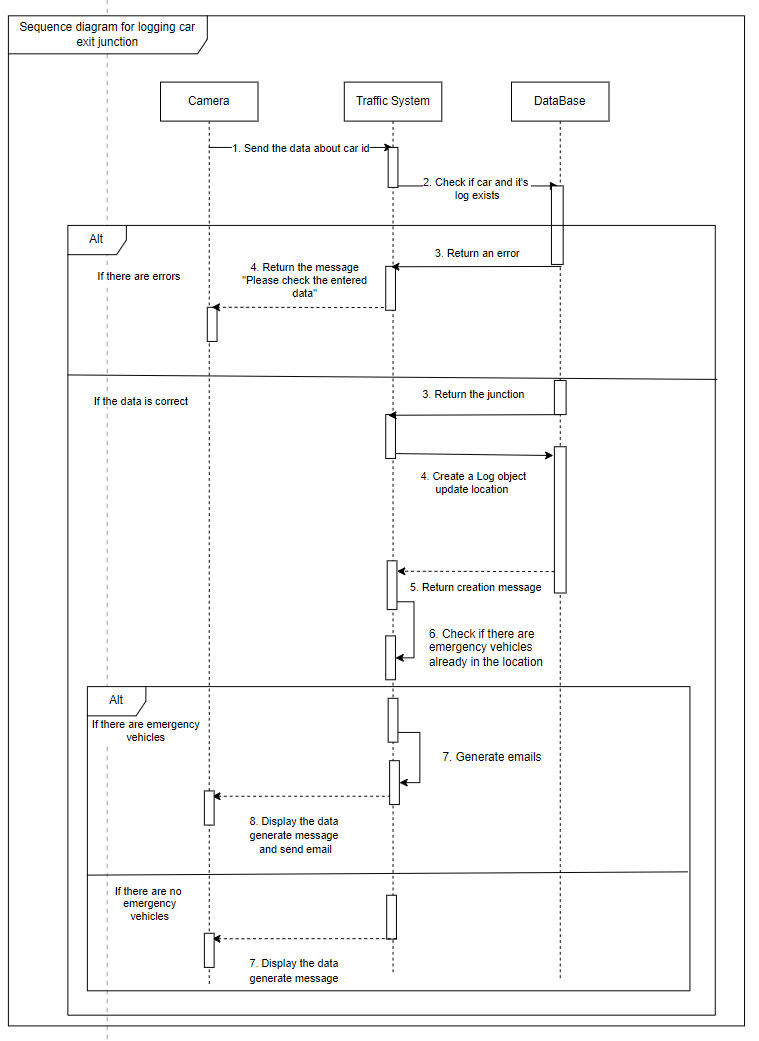 Sequence diagram for logging car
exit junction
Camera
Traffic System
DataBase
1. Send the data about car id
2. Check if car and it's
log exists
Alt
3. Return an error
If there are errors
4. Return the message
"Please check the entered
data"
If the data is correct
3. Return the junction
4. Create a Log object
update location
5. Return creation message
6. Check if there are
emergency vehicles
already in the location
Alt
If there are emergency
vehicles
7. Generate emails
8. Display the data
generate message
and send email
If there are no
emergency
vehicles
7. Display the data
generate message